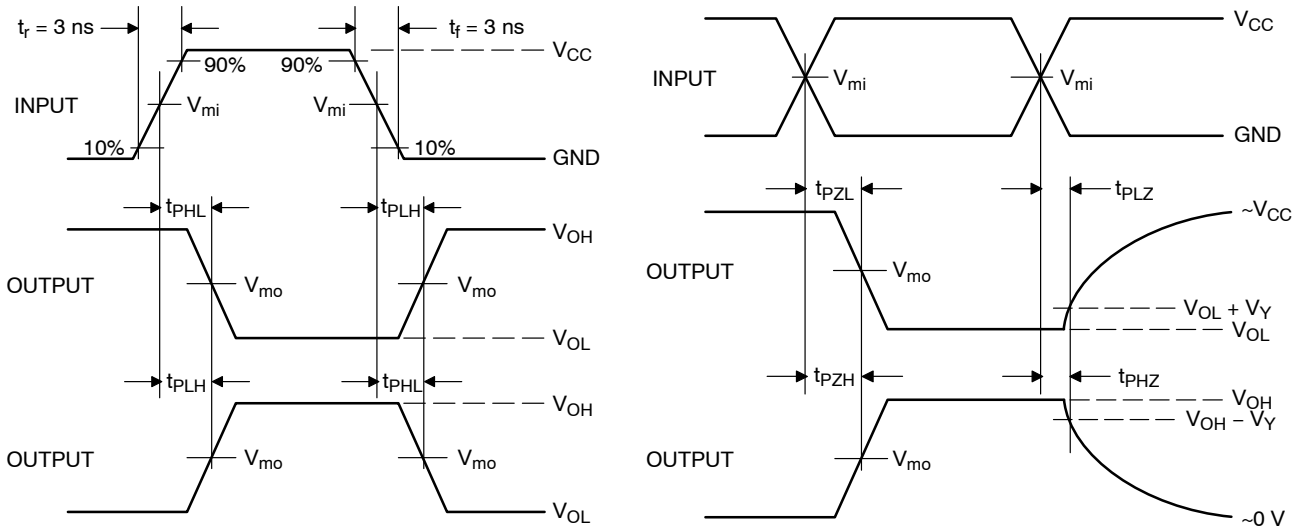 t_r = 3 ns
t_f = 3 ns
V_CC
90%
90%
INPUT
V_mi
V_mi
10%
10%
GND
t_PHL
t_PLH
V_OH
OUTPUT
V_mo
V_mo
V_OL
t_PLH
t_PHL
V_OH
OUTPUT
V_mo
V_mo
V_OL
V_CC
INPUT
V_mi
V_mi
GND
t_PZL
t_PLZ
~V_CC
OUTPUT
V_mo
V_OL + V_Y
V_OL
t_PZH
t_PHZ
V_OH
V_OH − V_Y
OUTPUT
V_mo
~0 V